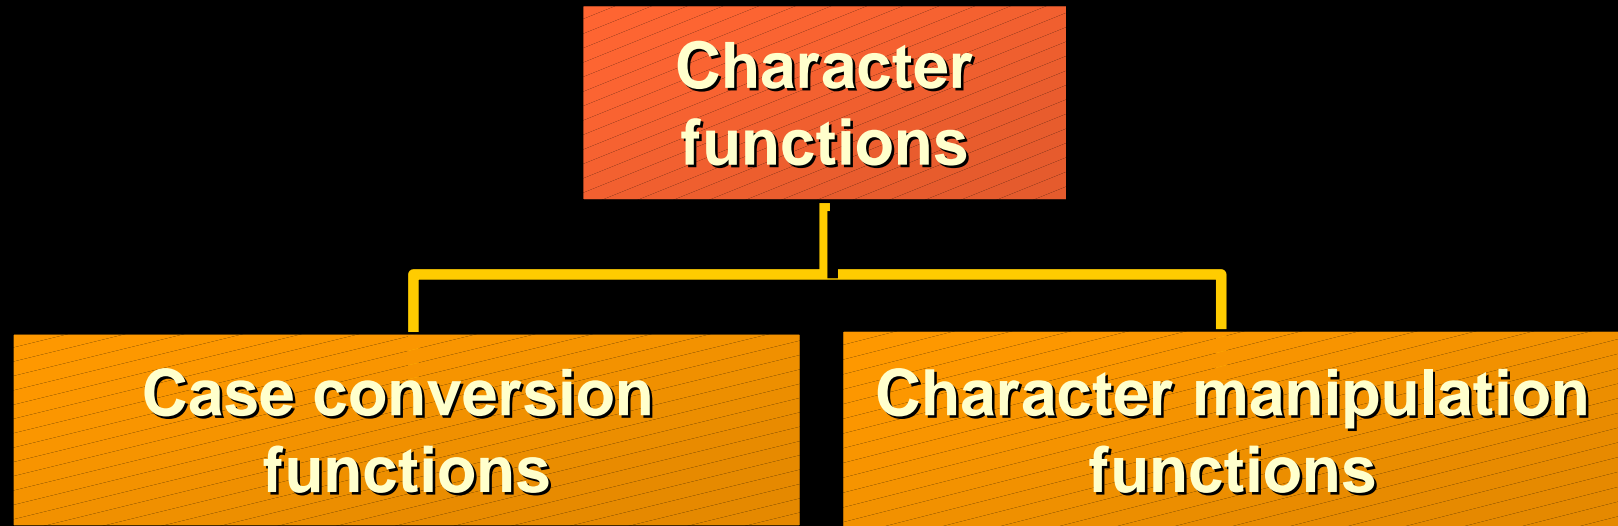 Character
functions
Case conversion
functions
Character manipulation
functions